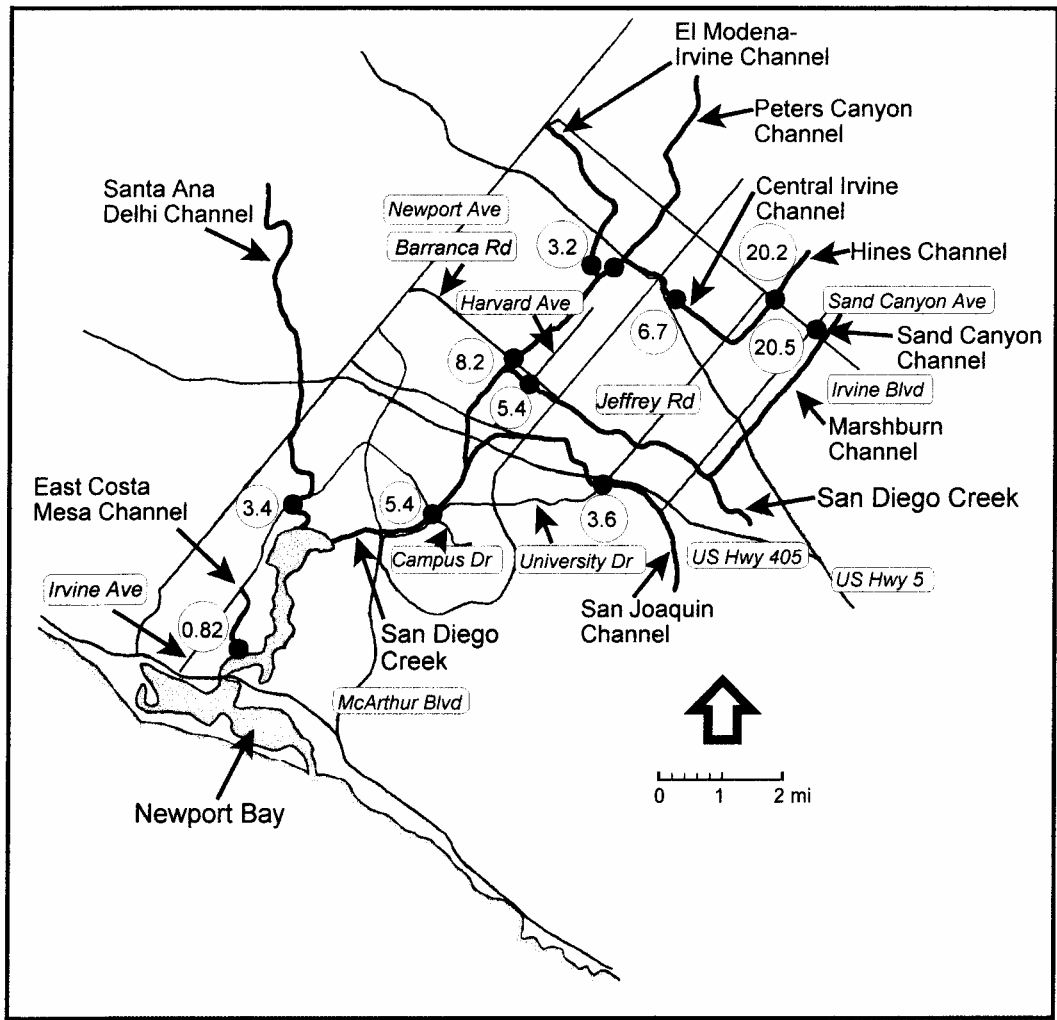 El Modena-
Irvine Channel
Peters Canyon
Channel
Santa Ana
Delhi Channel
Newport Ave
Barranca Rd
Central Irvine
Channel
3.2
20.2
Hines Channel
Harvard Ave
Sand Canyon Ave
6.7
20.5
Sand Canyon
Channel
8.2
5.4
Jeffrey Rd
Irvine Blvd
Marshburn
Channel
East Costa
Mesa Channel
3.4
5.4
San Diego Creek
3.6
Campus Dr
University Dr
US Hwy 405
US Hwy 5
Irvine Ave
0.82
San Diego
Creek
San Joaquin
Channel
McArthur Blvd
Newport Bay
0 1 2 mi